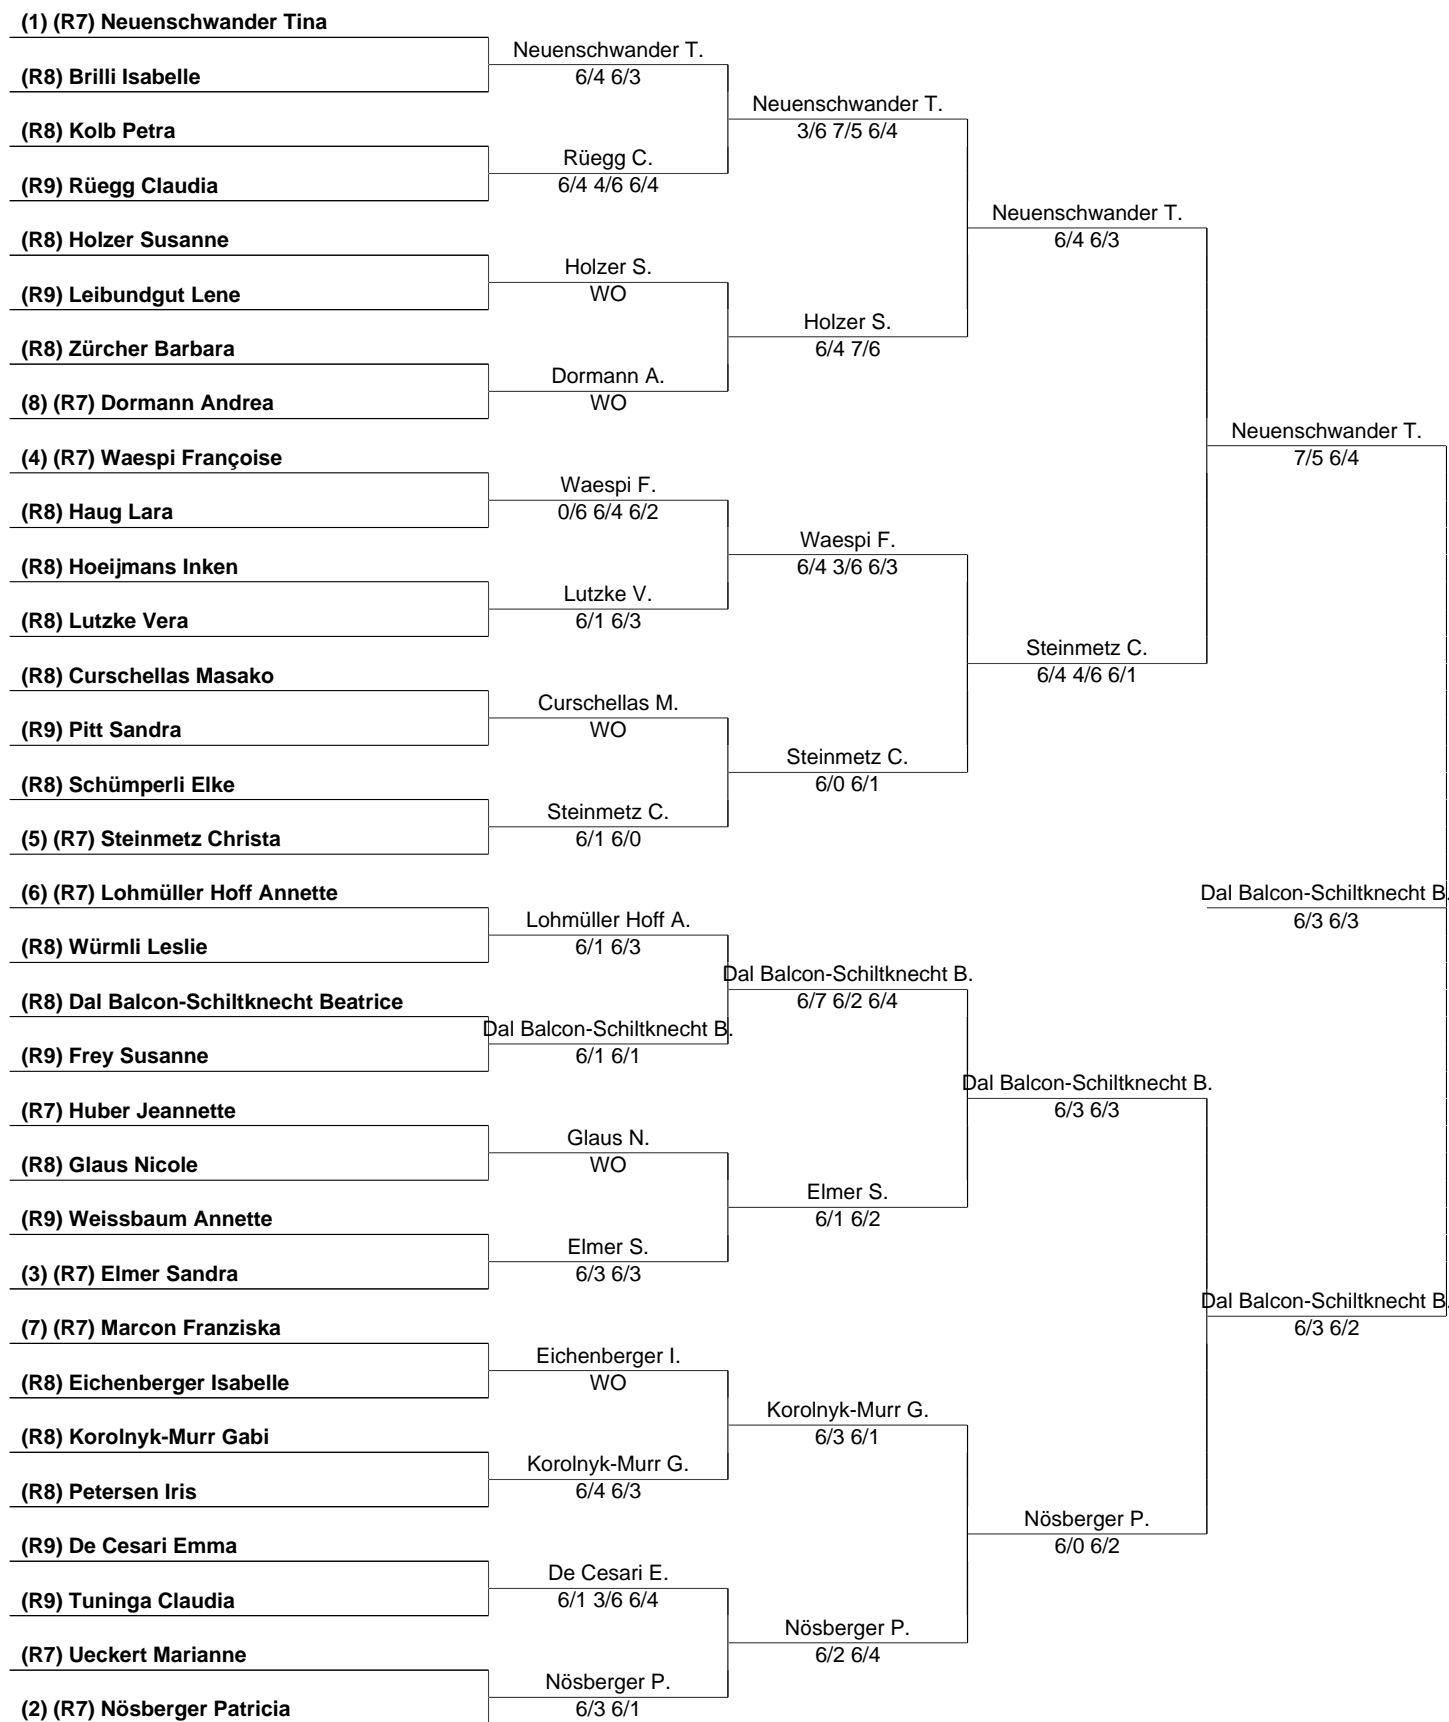 (1) (R7) Neuenschwander Tina
Neuenschwander T.
(R8) Brilli Isabelle
6/4 6/3
Neuenschwander T.
(R8) Kolb Petra
3/6 7/5 6/4
Rüegg C.
(R9) Rüegg Claudia
6/4 4/6 6/4
Neuenschwander T.
(R8) Holzer Susanne
6/4 6/3
Holzer S.
(R9) Leibundgut Lene
WO
Holzer S.
(R8) Zürcher Barbara
6/4 7/6
Dormann A.
(8) (R7) Dormann Andrea
WO
Neuenschwander T.
(4) (R7) Waespi Françoise
7/5 6/4
Waespi F.
(R8) Haug Lara
0/6 6/4 6/2
Waespi F.
(R8) Hoeijmans Inken
6/4 3/6 6/3
Lutzke V.
(R8) Lutzke Vera
6/1 6/3
Steinmetz C.
(R8) Curschellas Masako
6/4 4/6 6/1
Curschellas M.
(R9) Pitt Sandra
WO
Steinmetz C.
(R8) Schümperli Elke
6/0 6/1
Steinmetz C.
(5) (R7) Steinmetz Christa
6/1 6/0
(6) (R7) Lohmüller Hoff Annette
Dal Balcon-Schiltknecht B.
6/3 6/3
Lohmüller Hoff A.
(R8) Würmli Leslie
6/1 6/3
Dal Balcon-Schiltknecht B.
(R8) Dal Balcon-Schiltknecht Beatrice
6/7 6/2 6/4
Dal Balcon-Schiltknecht B.
(R9) Frey Susanne
6/1 6/1
Dal Balcon-Schiltknecht B.
(R7) Huber Jeannette
6/3 6/3
Glaus N.
(R8) Glaus Nicole
WO
Elmer S.
(R9) Weissbaum Annette
6/1 6/2
Elmer S.
(3) (R7) Elmer Sandra
6/3 6/3
Dal Balcon-Schiltknecht B.
(7) (R7) Marcon Franziska
6/3 6/2
Eichenberger I.
(R8) Eichenberger Isabelle
WO
Korolnyk-Murr G.
(R8) Korolnyk-Murr Gabi
6/3 6/1
Korolnyk-Murr G.
(R8) Petersen Iris
6/4 6/3
Nösberger P.
(R9) De Cesari Emma
6/0 6/2
De Cesari E.
(R9) Tuninga Claudia
6/1 3/6 6/4
Nösberger P.
(R7) Ueckert Marianne
6/2 6/4
Nösberger P.
(2) (R7) Nösberger Patricia
6/3 6/1